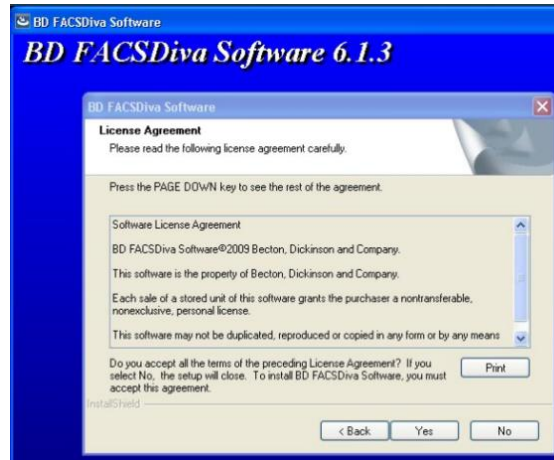 BD FACSDiva Software
BD FACSDiva Software 6.1.3
BD FACSDiva Software
License Agreement
Please read the following license agreement carefully.
Press the PAGE DOWN key to see the rest of the agreement.
Software License Agreement
BD FACSDiva Software©2009 Becton, Dickinson and Company.
This software is the property of Becton, Dickinson and Company.
Each sale of a stored unit of this software grants the purchaser a nontransferable,
nonexclusive, personal license.
This software may not be duplicated, reproduced or copied in any form or by any means
Do you accept all the terms of the preceding License Agreement? If you
select No, the setup will close. To install BD FACSDiva Software, you must
accept this agreement.
Print
InstallShield
< Back
Yes
No